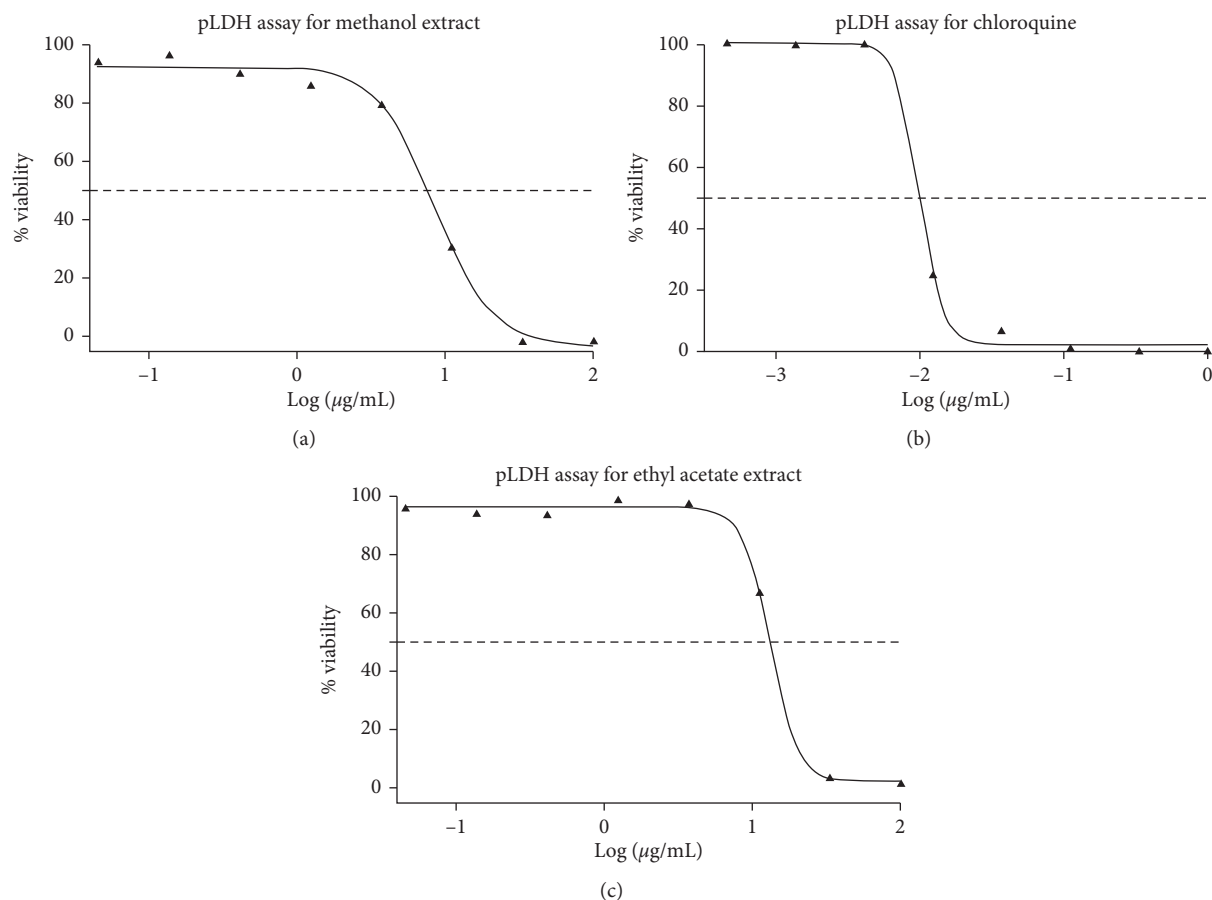 pLDH assay for methanol extract
100
80
60
40
20
0
% viability
−1
0
1
2
Log (μg/mL)
(a)
pLDH assay for chloroquine
100
80
60
40
20
0
% viability
−3
−2
−1
0
Log (μg/mL)
(b)
pLDH assay for ethyl acetate extract
100
80
60
40
20
0
% viability
−1
0
1
2
Log (μg/mL)
(c)